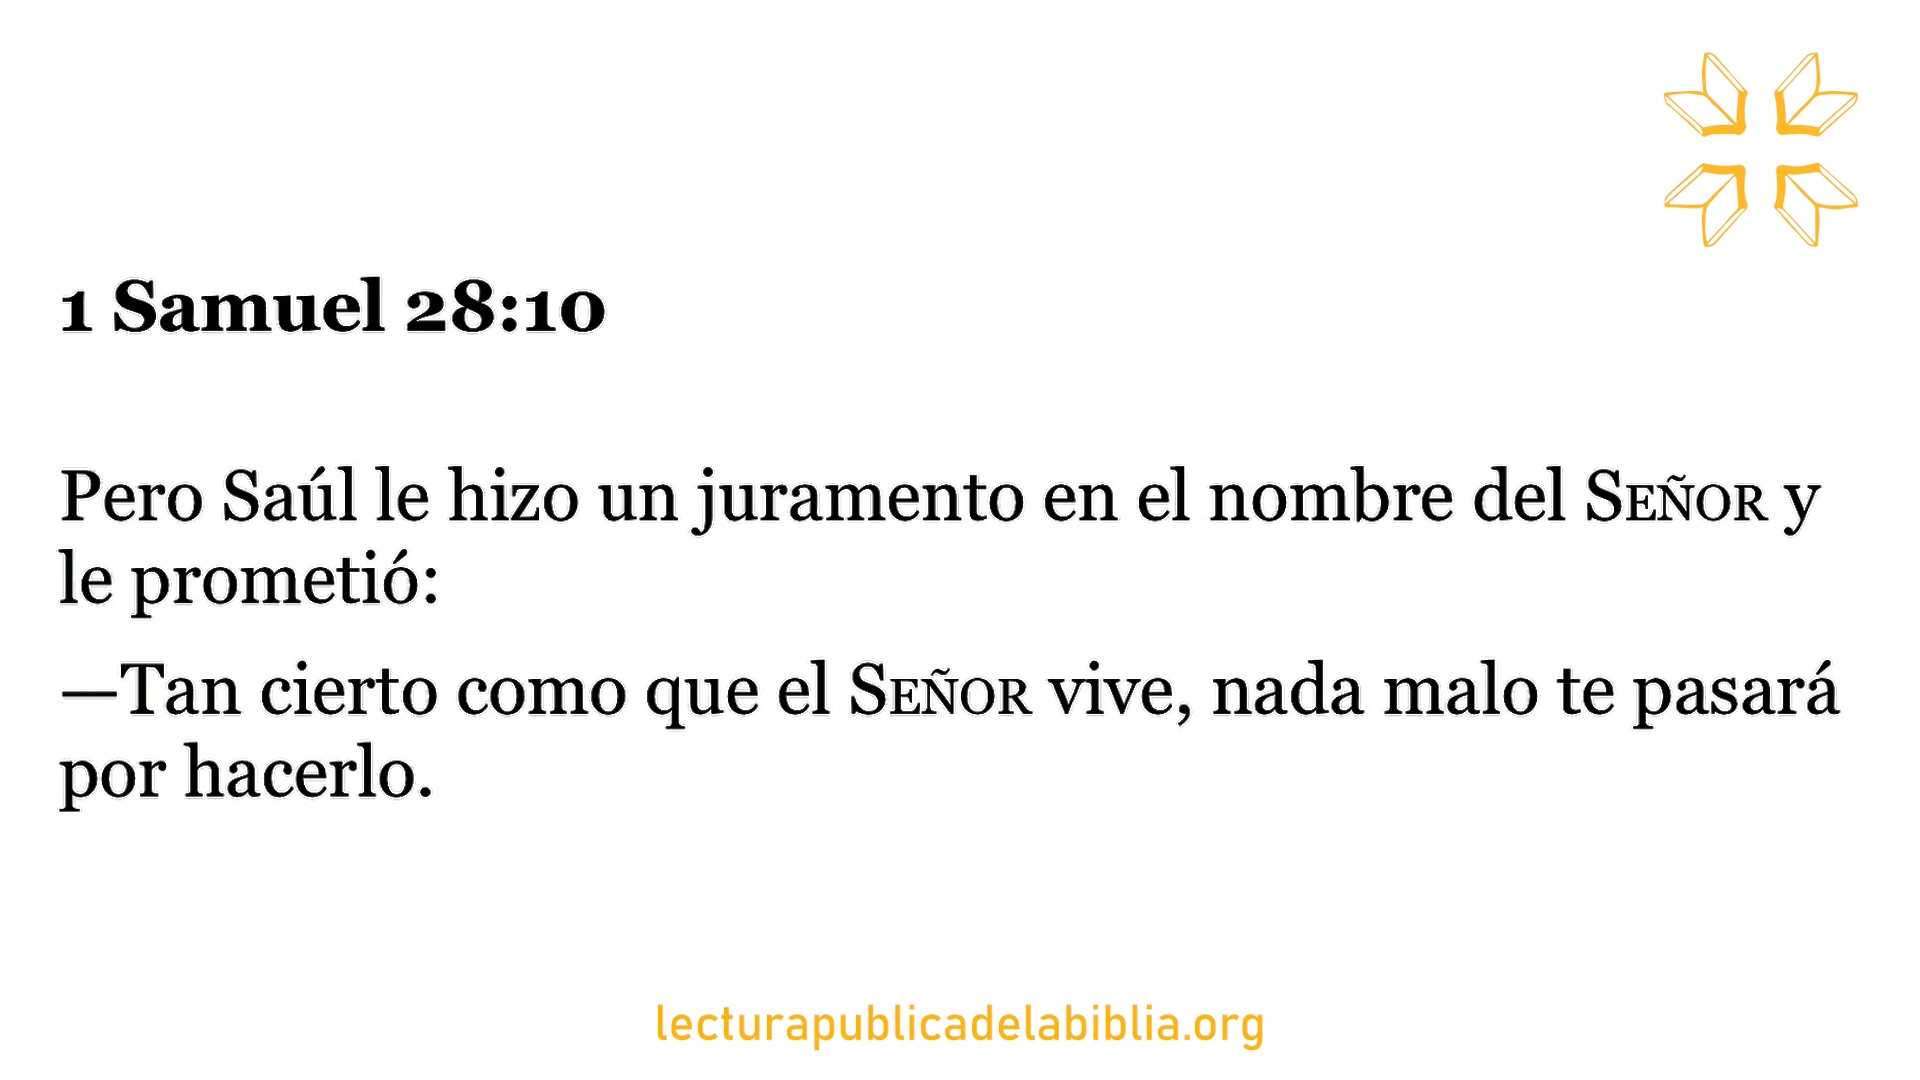 1 Samuel 28:10
Pero Saúl le hizo un juramento en el nombre del SEÑOR y
le prometió:
—Tan cierto como que el SEÑOR vive, nada malo te pasará
por hacerlo.
lecturapublicadelabiblia.org